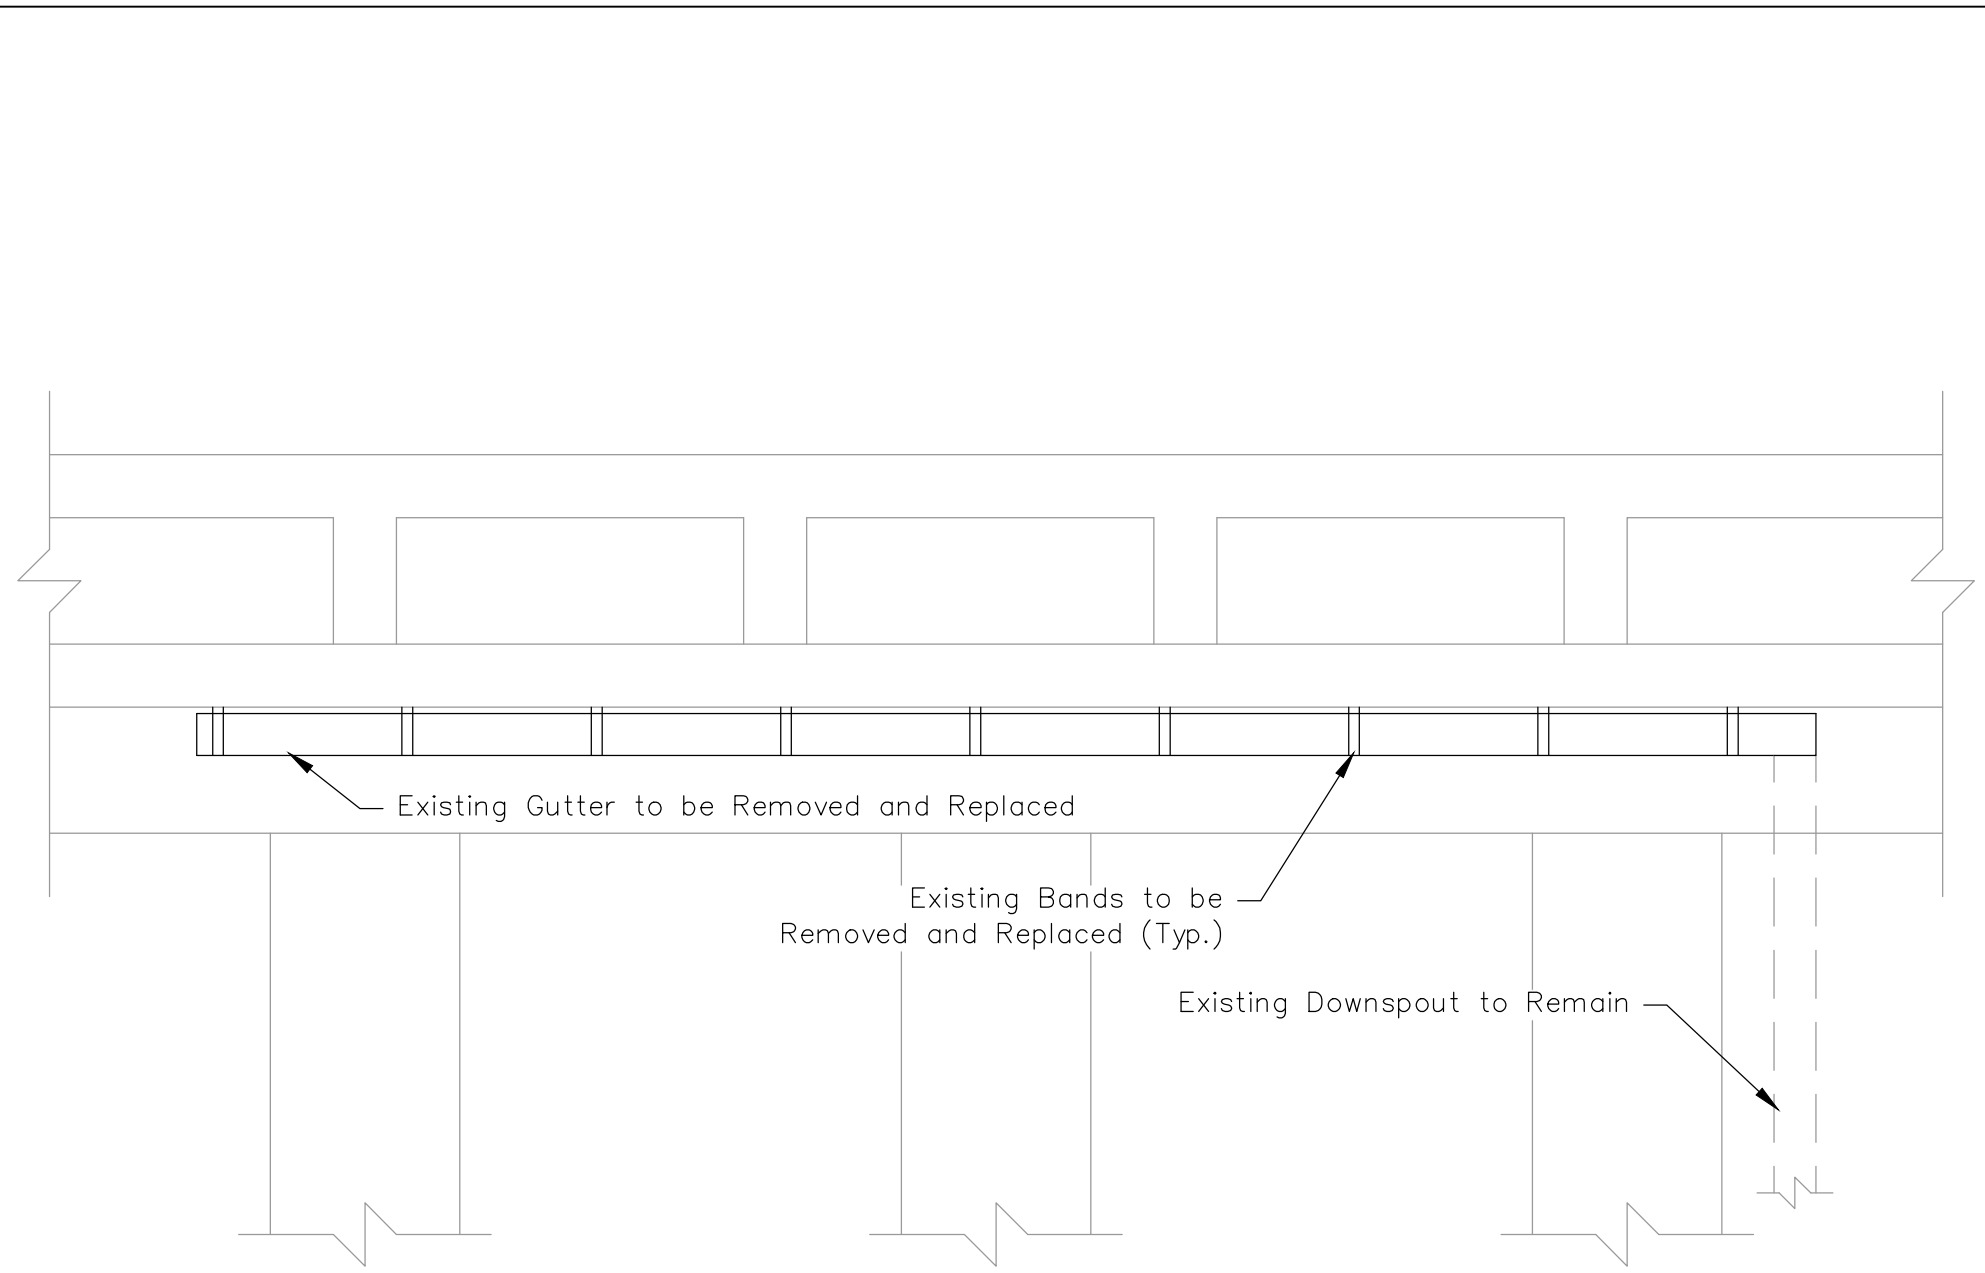 Existing Gutter to be Removed and Replaced
Existing Bands to be
Removed and Replaced (Typ.)
Existing Downspout to Remain